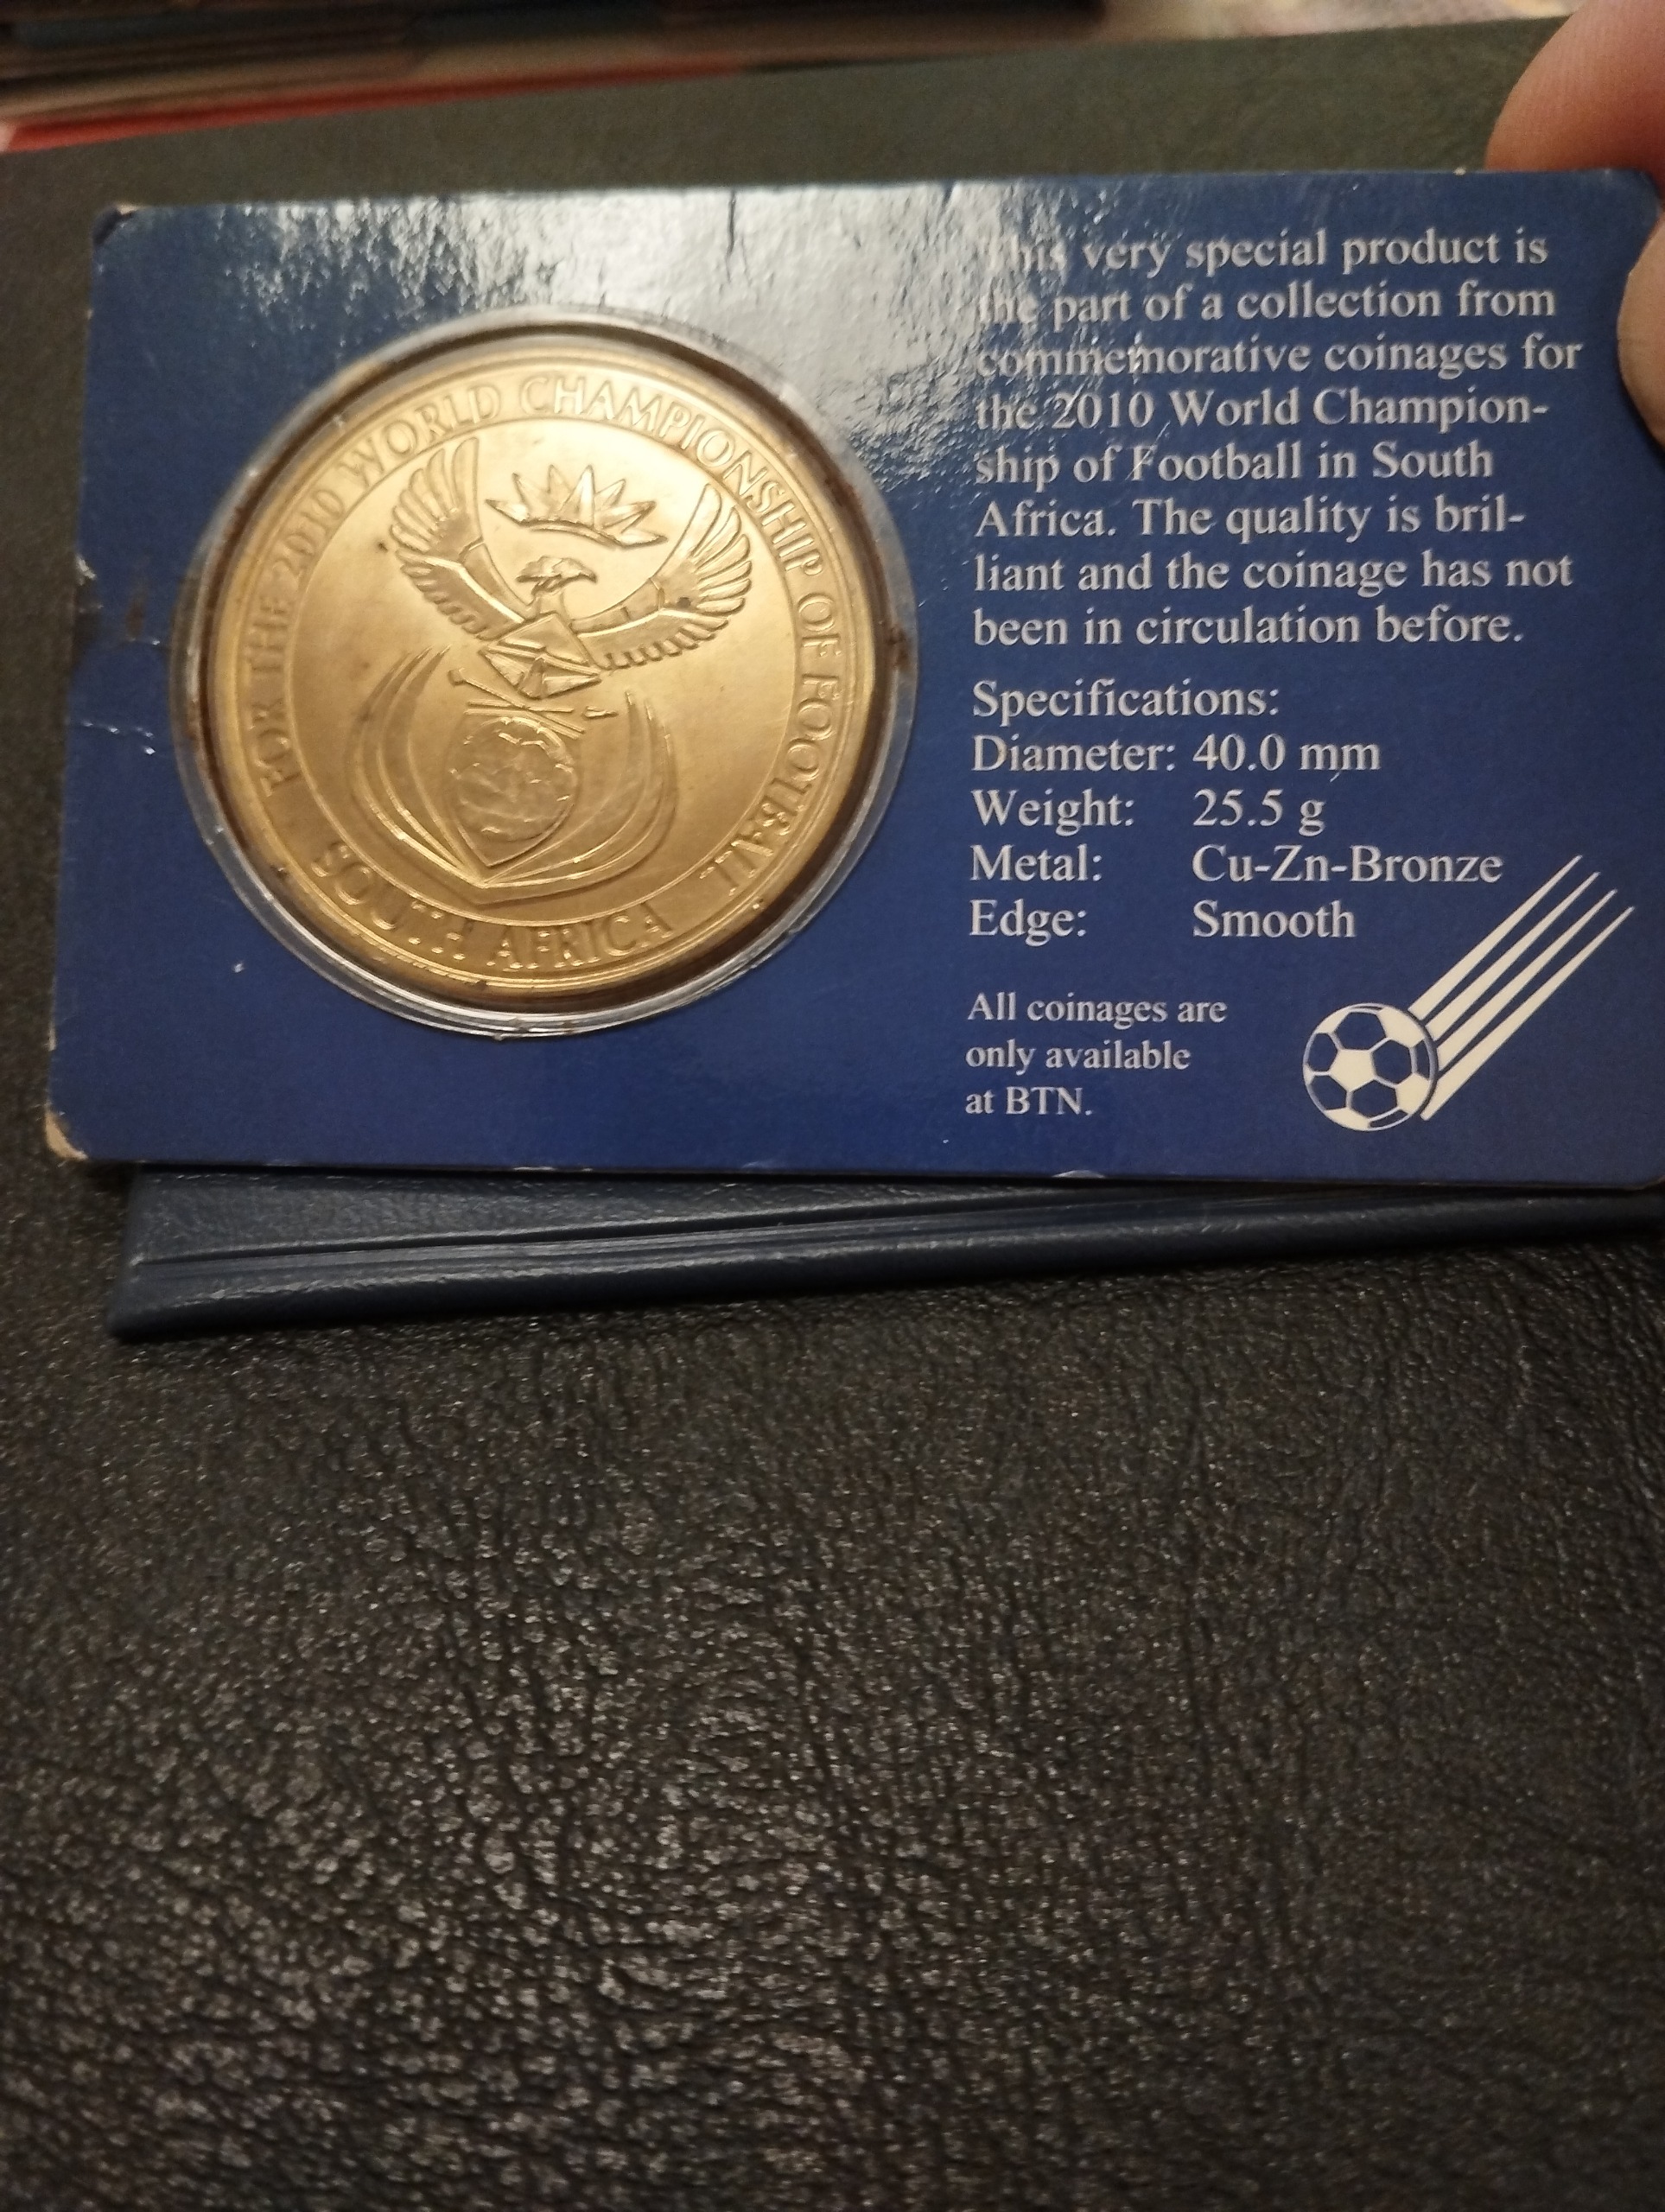 FOR THE 2010 WORLD CHAMPIONSHIP OF FOOTBALL
SOUTH AFRICA
This very special product is
the part of a collection from
commemorative coinages for
the 2010 World Champion-
ship of Football in South
Africa. The quality is bril-
liant and the coinage has not
been in circulation before.
Specifications:
Diameter: 40.0 mm
Weight: 25.5 g
Metal: Cu-Zn-Bronze
Edge: Smooth
All coinages are
only available
at BTN.